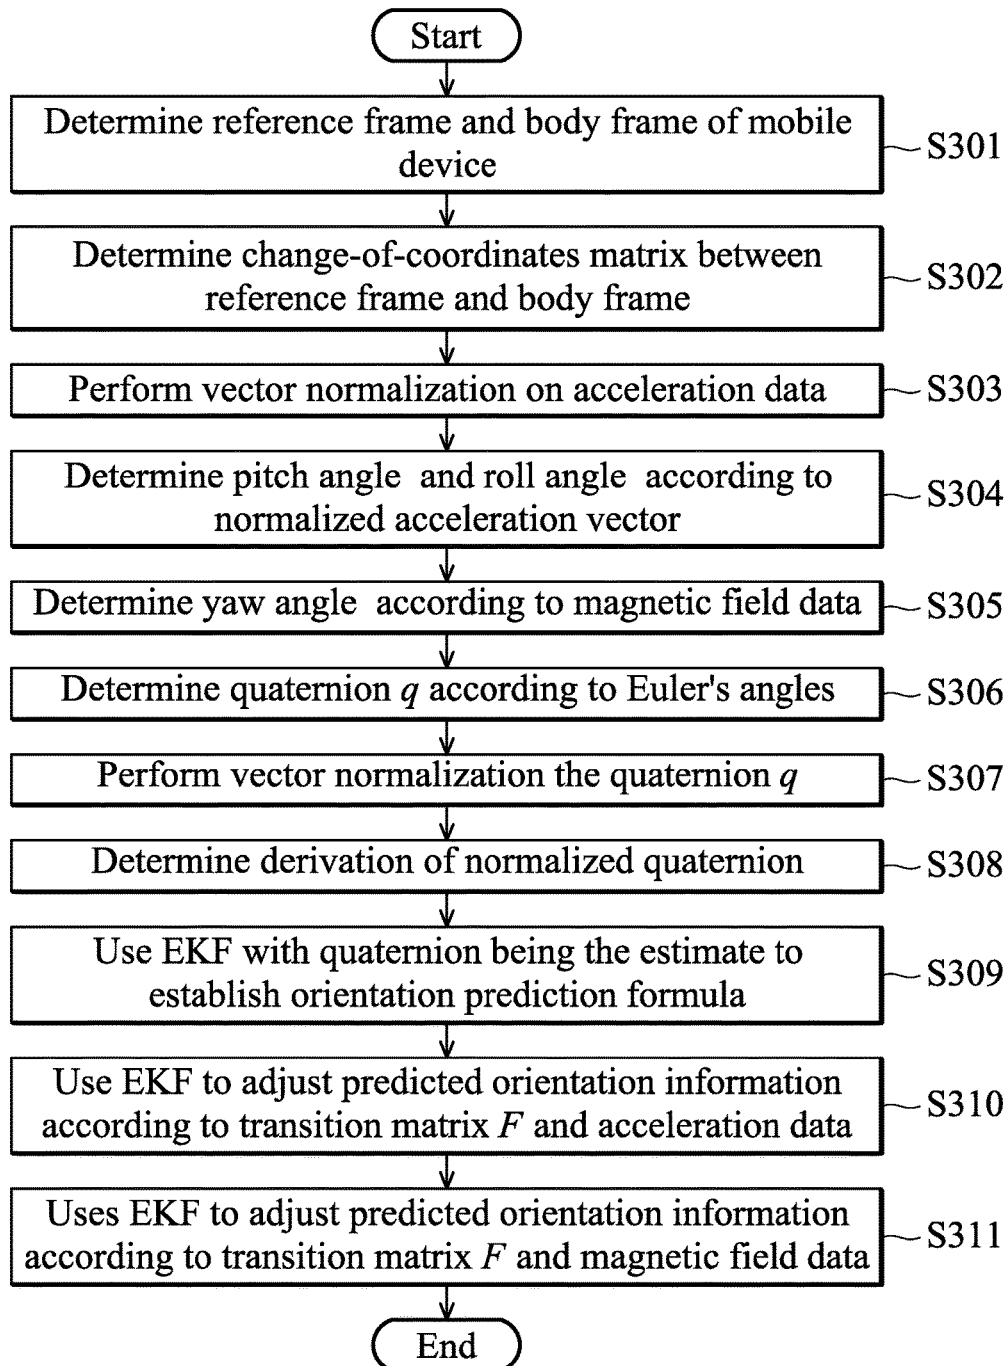 Start
Determine reference frame and body frame of mobile
device
S301
Determine change-of-coordinates matrix between
reference frame and body frame
S302
Perform vector normalization on acceleration data
S303
Determine pitch angle and roll angle according to
normalized acceleration vector
S304
Determine yaw angle according to magnetic field data
S305
Determine quaternion q according to Euler's angles
S306
Perform vector normalization the quaternion q
S307
Determine derivation of normalized quaternion
S308
Use EKF with quaternion being the estimate to
establish orientation prediction formula
S309
Use EKF to adjust predicted orientation information
according to transition matrix F and acceleration data
S310
Uses EKF to adjust predicted orientation information
according to transition matrix F and magnetic field data
S311
End